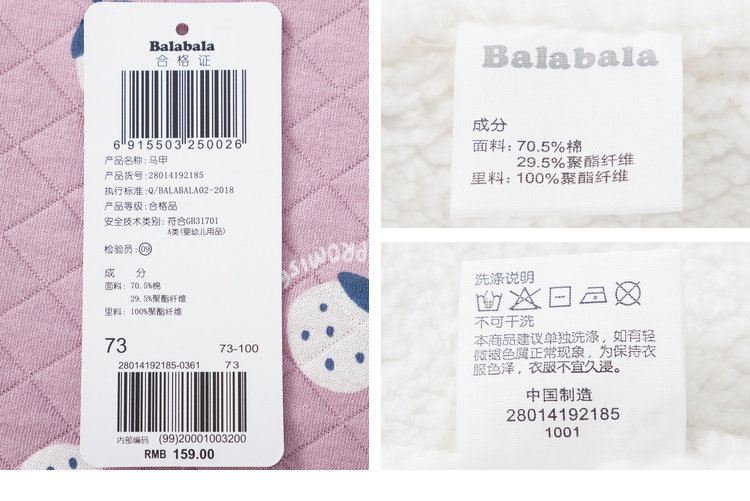 Balabala
合格证
6 915503 250026
产品名称: 马甲
产品货号: 28014192185
执行标准: Q/BALABALA02-2018
产品等级: 合格品
安全技术类别: 符合GB31701
A类(婴幼儿用品)
检验员: 09
成 分
面料: 70.5%棉
29.5%聚酯纤维
里料: 100%聚酯纤维
73 73-100
28014192185-0361 73
内部编码 (99)20001003200
RMB 159.00
PROMISE
Balabala
成分
面料: 70.5%棉
29.5%聚酯纤维
里料: 100%聚酯纤维
洗涤说明
不可干洗
本商品建议单独洗涤, 如有轻
微褪色属正常现象, 为保持衣
服色泽, 衣服不宜久浸。
中国制造
28014192185
1001